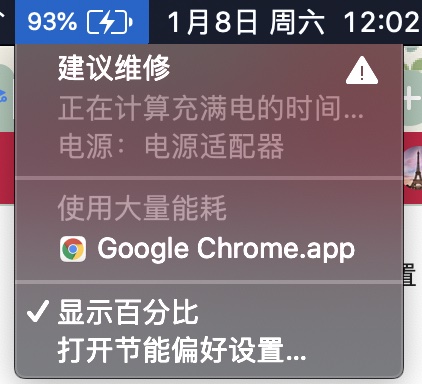 93% 1月8日 周六 12:02
建议维修
正在计算充满电的时间...
电源：电源适配器
使用大量能耗
Google Chrome.app
显示百分比
打开节能偏好设置...
置